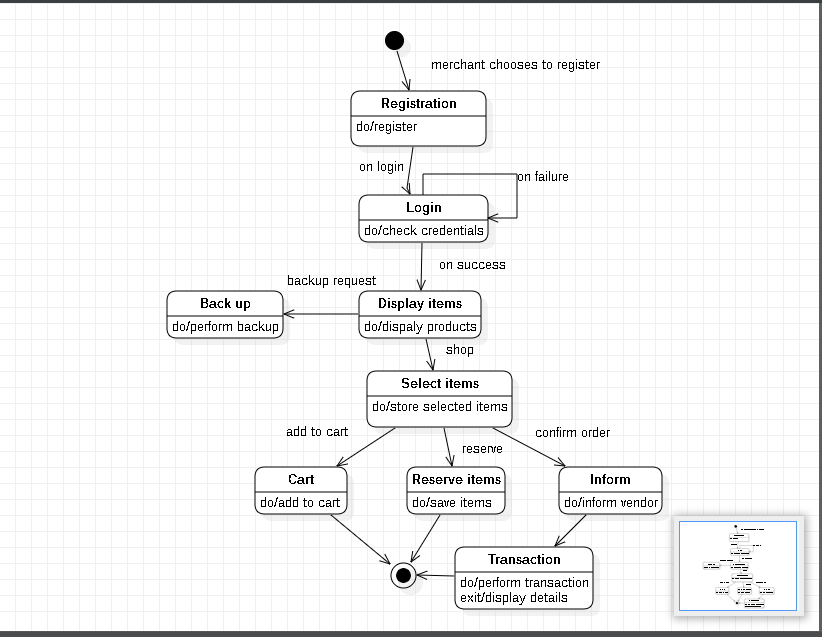 merchant chooses to register
Registration
do/register
on login
on failure
Login
do/check credentials
on success
backup request
Back up
do/perform backup
Display items
do/dispaly products
shop
Select items
do/store selected items
add to cart
reserve
confirm order
Cart
do/add to cart
Reserve items
do/save items
Inform
do/inform vendor
Transaction
do/perform transaction
exit/display details